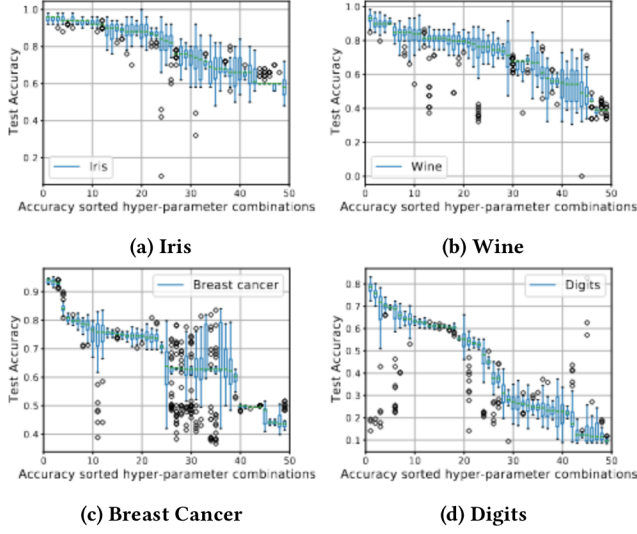 1.0
0.8
0.6
0.4
0.2
Test Accuracy
Iris
0 10 20 30 40 50
Accuracy sorted hyper-parameter combinations
(a) Iris
1.0
0.8
0.6
0.4
0.2
0.0
Test Accuracy
Wine
0 10 20 30 40 50
Accuracy sorted hyper-parameter combinations
(b) Wine
0.9
0.8
0.7
0.6
0.5
0.4
Test Accuracy
Breast cancer
0 10 20 30 40 50
Accuracy sorted hyper-parameter combinations
(c) Breast Cancer
0.8
0.7
0.6
0.5
0.4
0.3
0.2
0.1
Test Accuracy
Digits
0 10 20 30 40 50
Accuracy sorted hyper-parameter combinations
(d) Digits